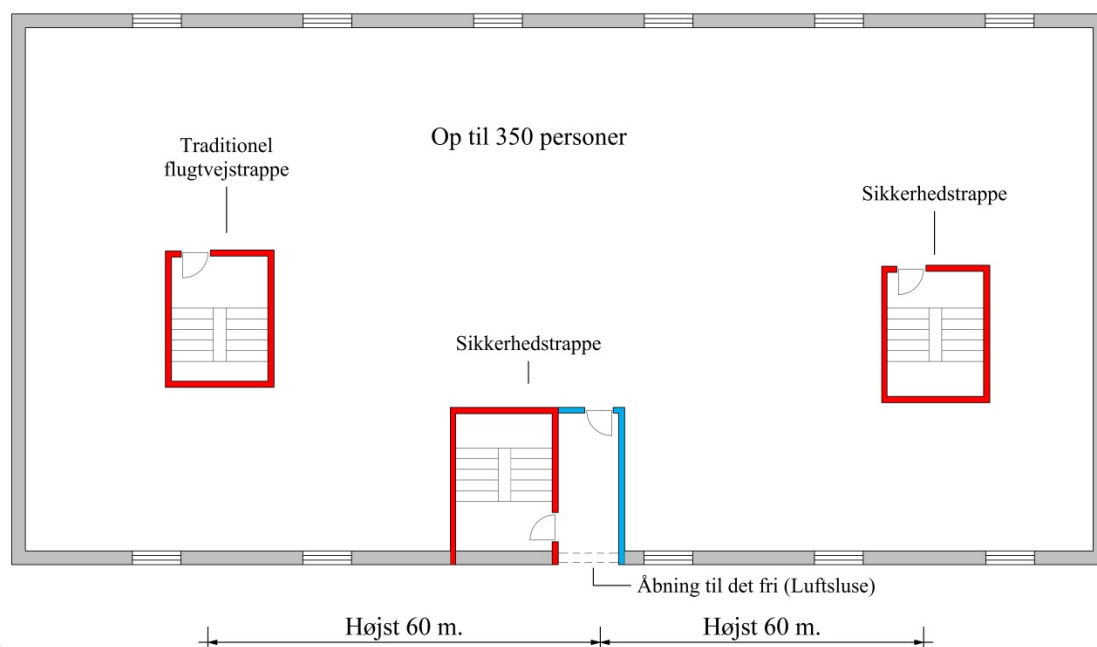 Op til 350 personer
Traditionel
flugtvejstrappe
Sikkerhedstrappe
Sikkerhedstrappe
Åbning til det fri (Luftsluse)
Højst 60 m.
Højst 60 m.